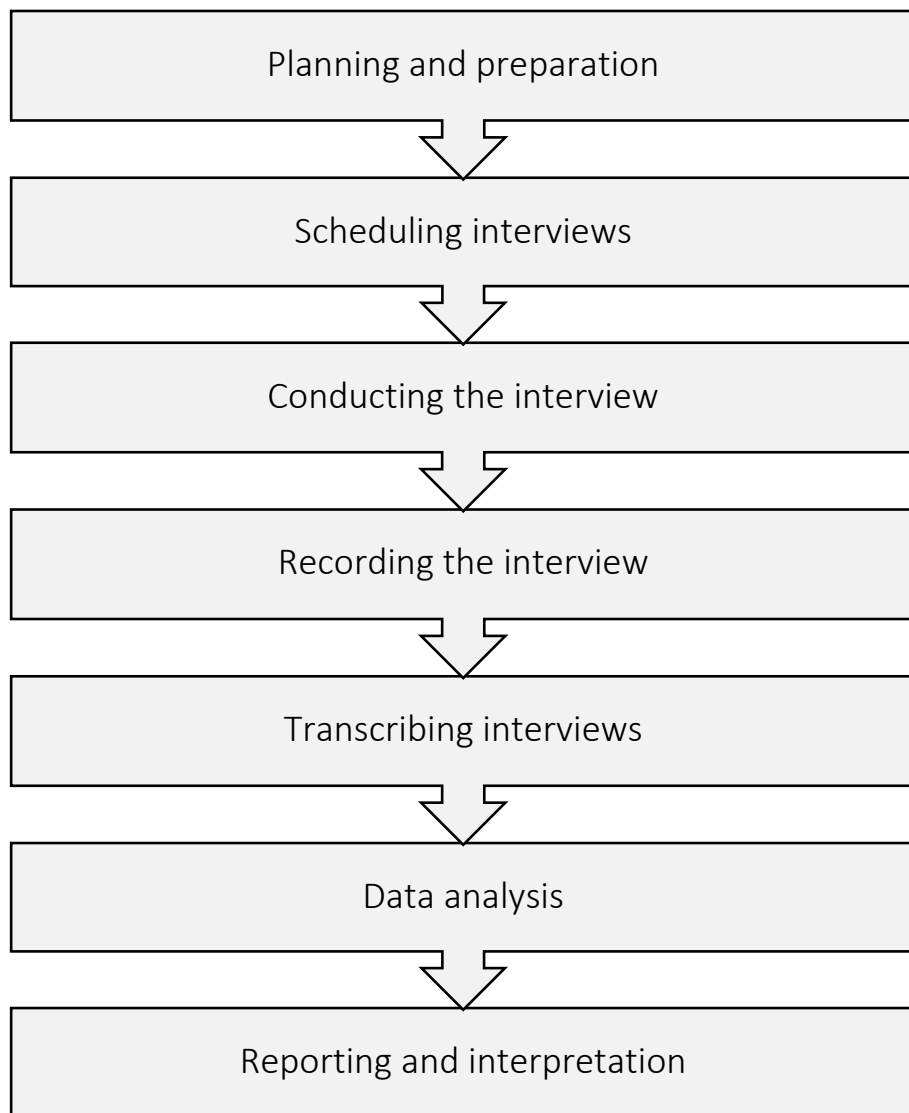 Planning and preparation
Scheduling interviews
Conducting the interview
Recording the interview
Transcribing interviews
Data analysis
Reporting and interpretation